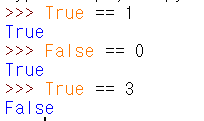 >>> True == 1
True
>>> False == 0
True
>>> True == 3
False